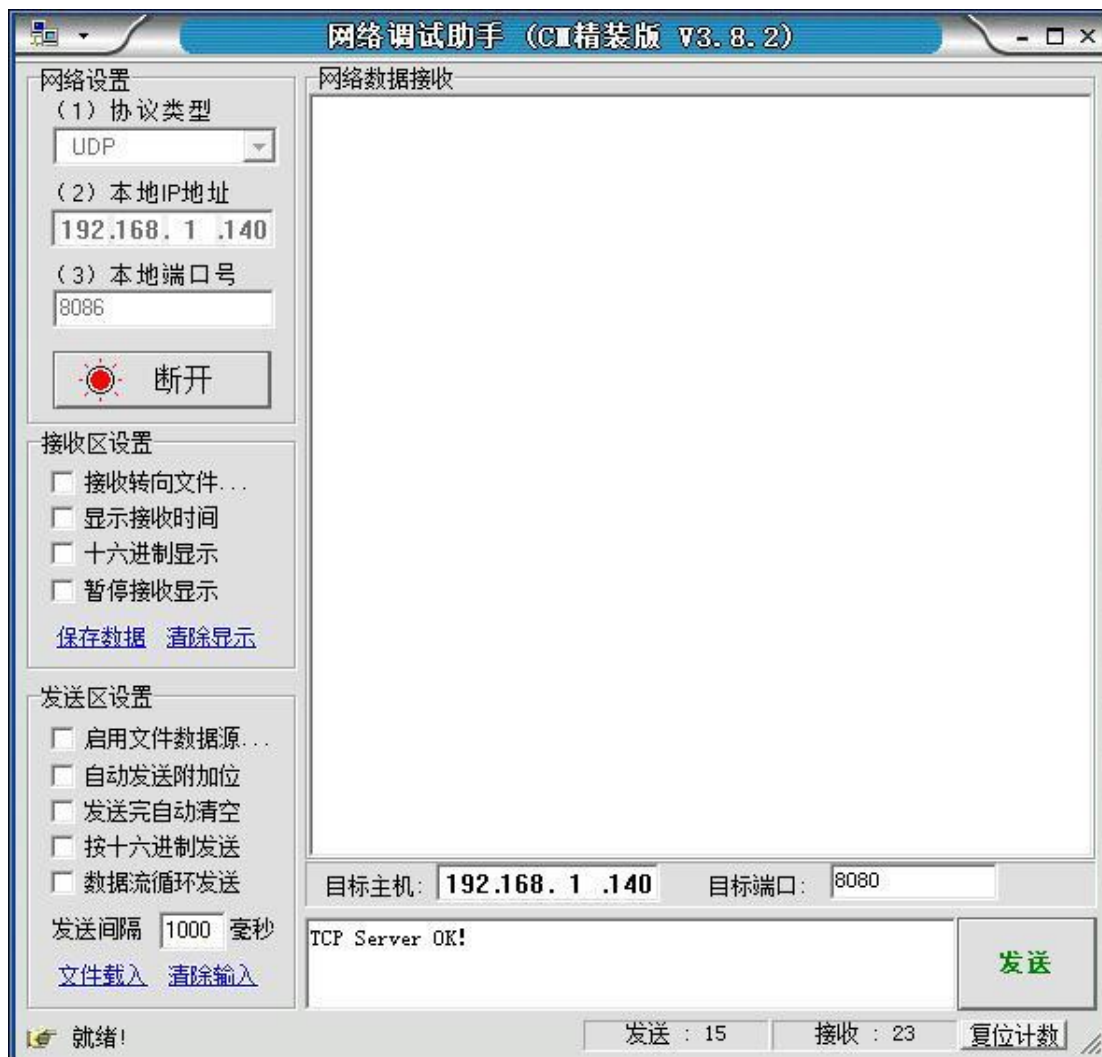 网络调试助手 (CM精装版 V3.8.2)
网络设置
(1) 协议类型
UDP
(2) 本地IP地址
192.168. 1 .140
(3) 本地端口号
8086
断开
接收区设置
接收转向文件...
显示接收时间
十六进制显示
暂停接收显示
保存数据 清除显示
发送区设置
启用文件数据源...
自动发送附加位
发送完自动清空
按十六进制发送
数据流循环发送
发送间隔 1000 毫秒
文件载入 清除输入
网络数据接收
目标主机: 192.168. 1 .140 目标端口: 8080
TCP Server OK!
发送
就绪! 发送 : 15 接收 : 23 复位计数